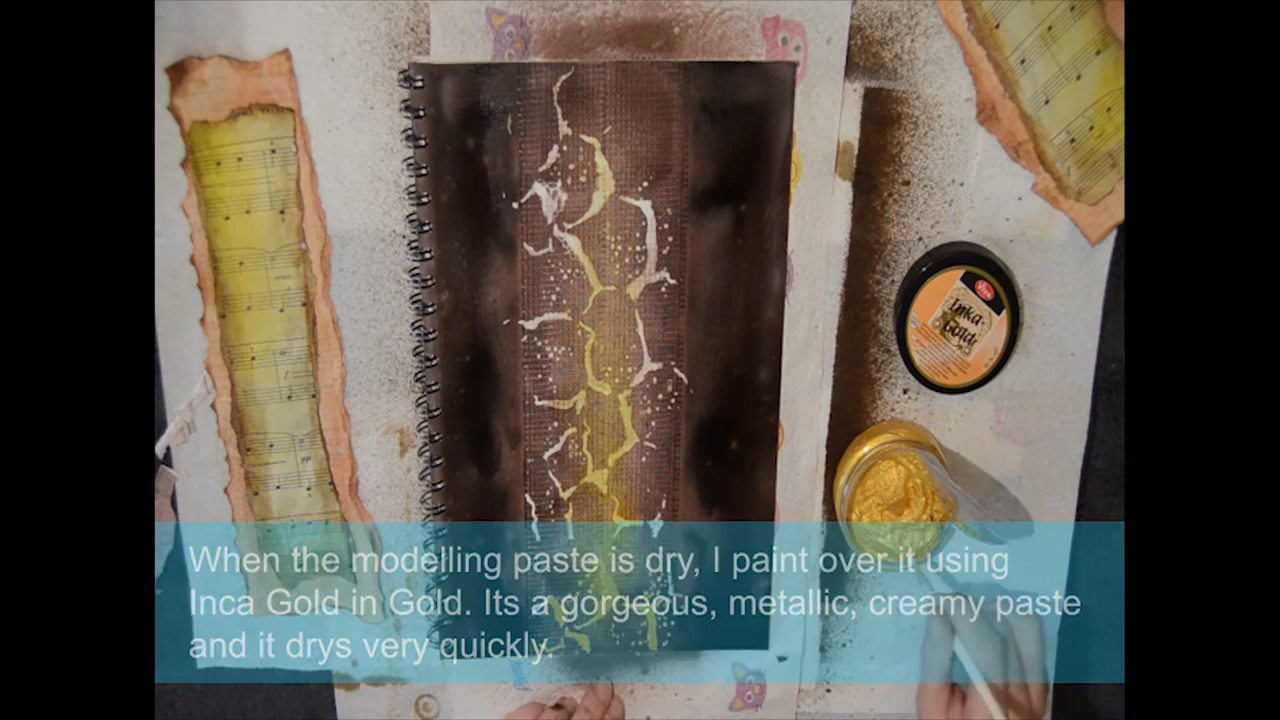 Viva
Inka-
Gold
When the modelling paste is dry, I paint over it using
Inca Gold in Gold. Its a gorgeous, metallic, creamy paste
and it drys very quickly.